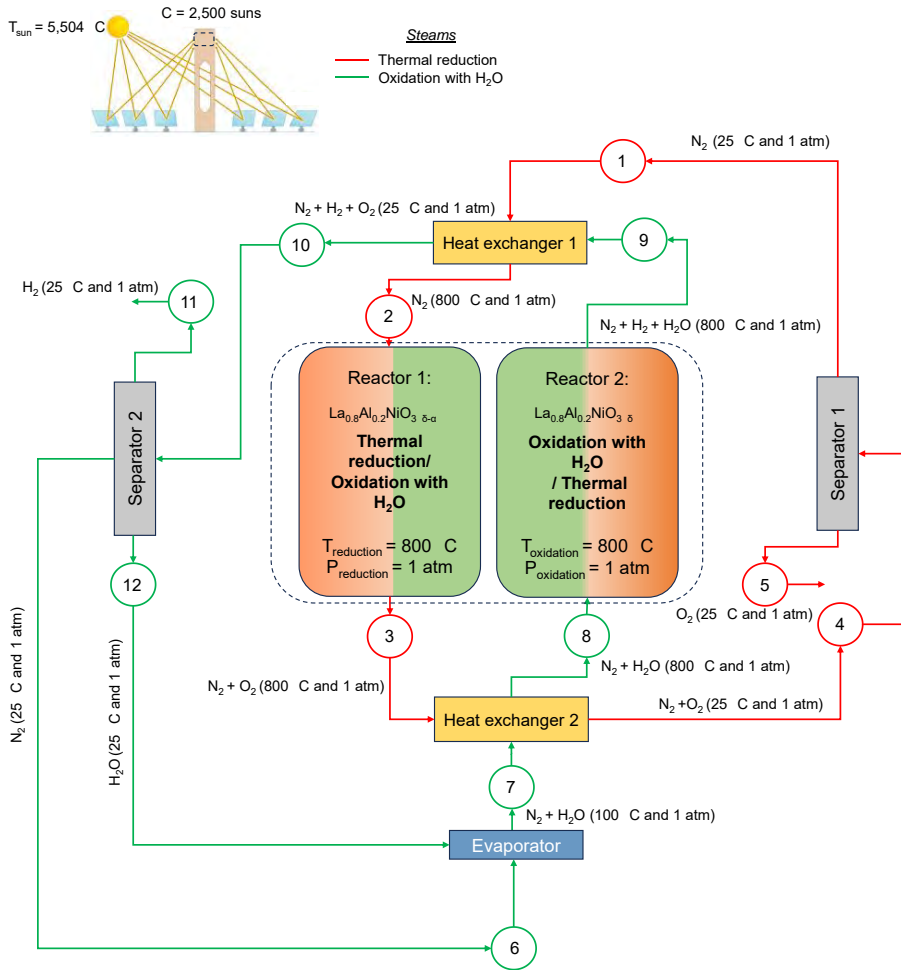 T_sun = 5,504  C
C = 2,500 suns
Steams
Thermal reduction
Oxidation with H₂O
N₂ (25  C and 1 atm)
1
N₂ + H₂ + O₂ (25  C and 1 atm)
10
Heat exchanger 1
9
H₂ (25  C and 1 atm)
11
2
N₂ (800  C and 1 atm)
N₂ + H₂ + H₂O (800  C and 1 atm)
Reactor 1:
La₀.₈Al₀.₂NiO₃ δ-α
Thermal
reduction/
Oxidation with
H₂O
T_reduction = 800  C
P_reduction = 1 atm
Reactor 2:
La₀.₈Al₀.₂NiO₃ δ
Oxidation with
H₂O
/ Thermal
reduction
T_oxidation = 800  C
P_oxidation = 1 atm
Separator 2
Separator 1
12
5
O₂ (25  C and 1 atm)
4
3
8
N₂ + O₂ (800  C and 1 atm)
N₂ + H₂O (800  C and 1 atm)
Heat exchanger 2
N₂ +O₂ (25  C and 1 atm)
N₂ (25  C and 1 atm)
H₂O (25  C and 1 atm)
7
N₂ + H₂O (100  C and 1 atm)
Evaporator
6